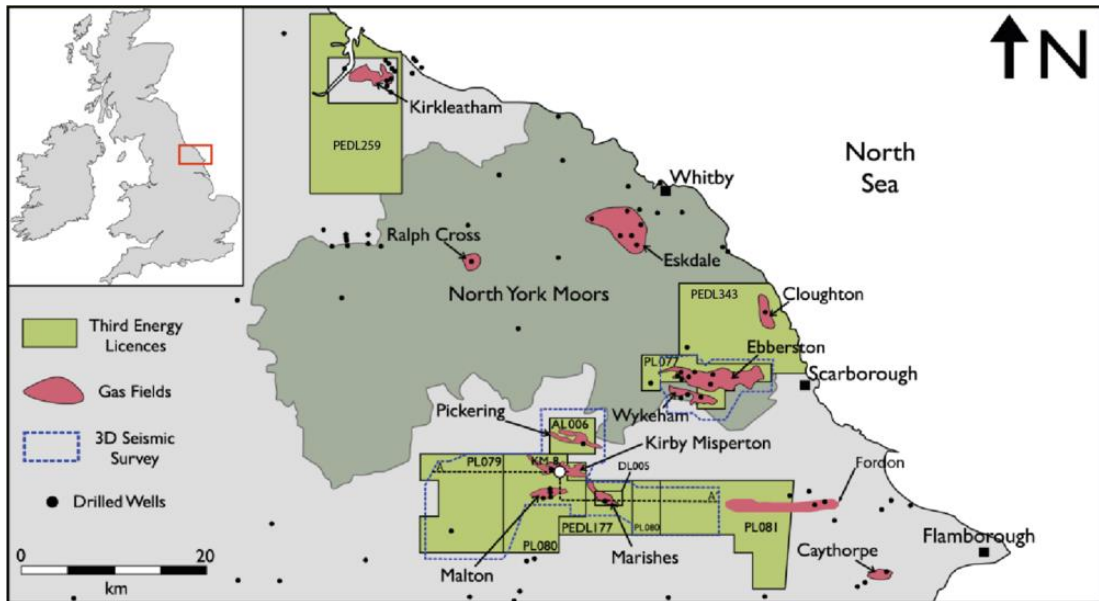 N
Kirkleatham
PEDL259
North
Sea
Whitby
Ralph Cross
Eskdale
North York Moors
PEDL343
Cloughton
Third Energy
Licences
Gas Fields
3D Seismic
Survey
Drilled Wells
0
20
km
PL077
Ebberston
Scarborough
Wykeham
Pickering
AL006
Kirby Misperton
PL079
KM-8
A
DL005
Fordon
A'
PL080
PEDL177
PL080
PL081
Malton
Marishes
Flamborough
Caythorpe